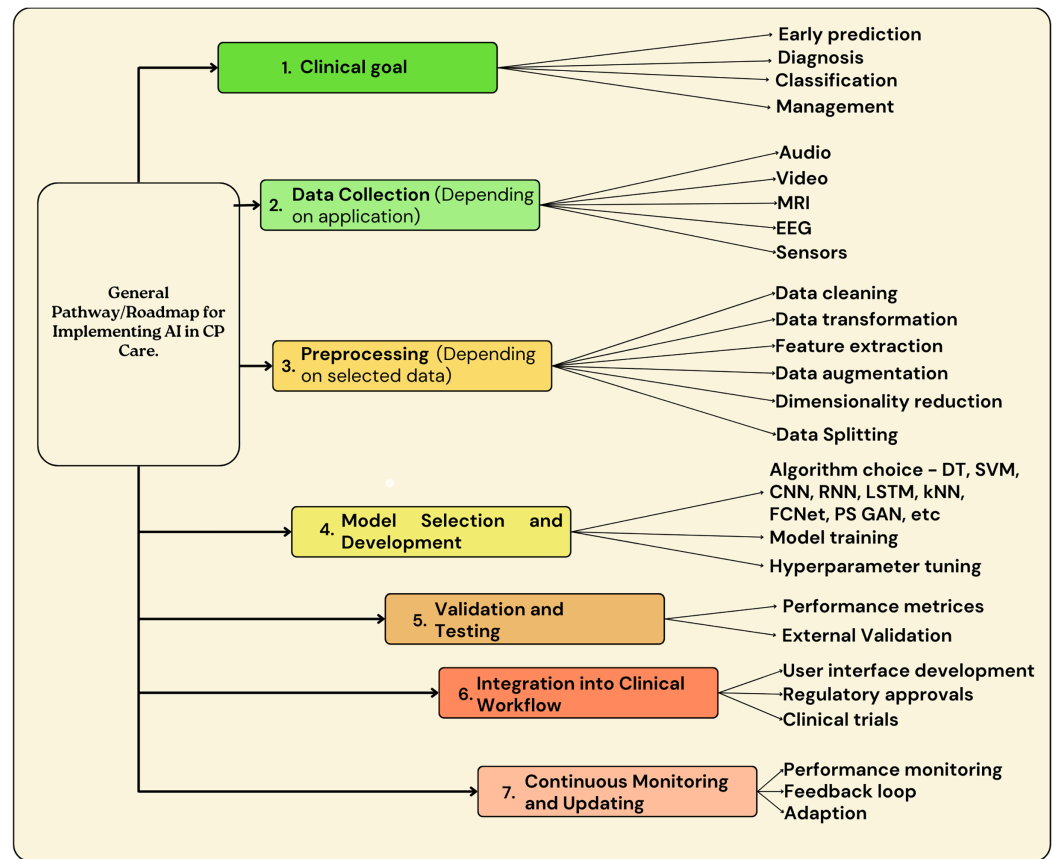 General
Pathway/Roadmap for
Implementing AI in CP
Care.
1. Clinical goal
Early prediction
Diagnosis
Classification
Management
2. Data Collection (Depending
on application)
Audio
Video
MRI
EEG
Sensors
3. Preprocessing (Depending
on selected data)
Data cleaning
Data transformation
Feature extraction
Data augmentation
Dimensionality reduction
Data Splitting
4. Model Selection and
Development
Algorithm choice – DT, SVM,
CNN, RNN, LSTM, kNN,
FCNet, PS GAN, etc
Model training
Hyperparameter tuning
5. Validation and
Testing
Performance metrices
External Validation
6. Integration into Clinical
Workflow
User interface development
Regulatory approvals
Clinical trials
7. Continuous Monitoring
and Updating
Performance monitoring
Feedback loop
Adaption